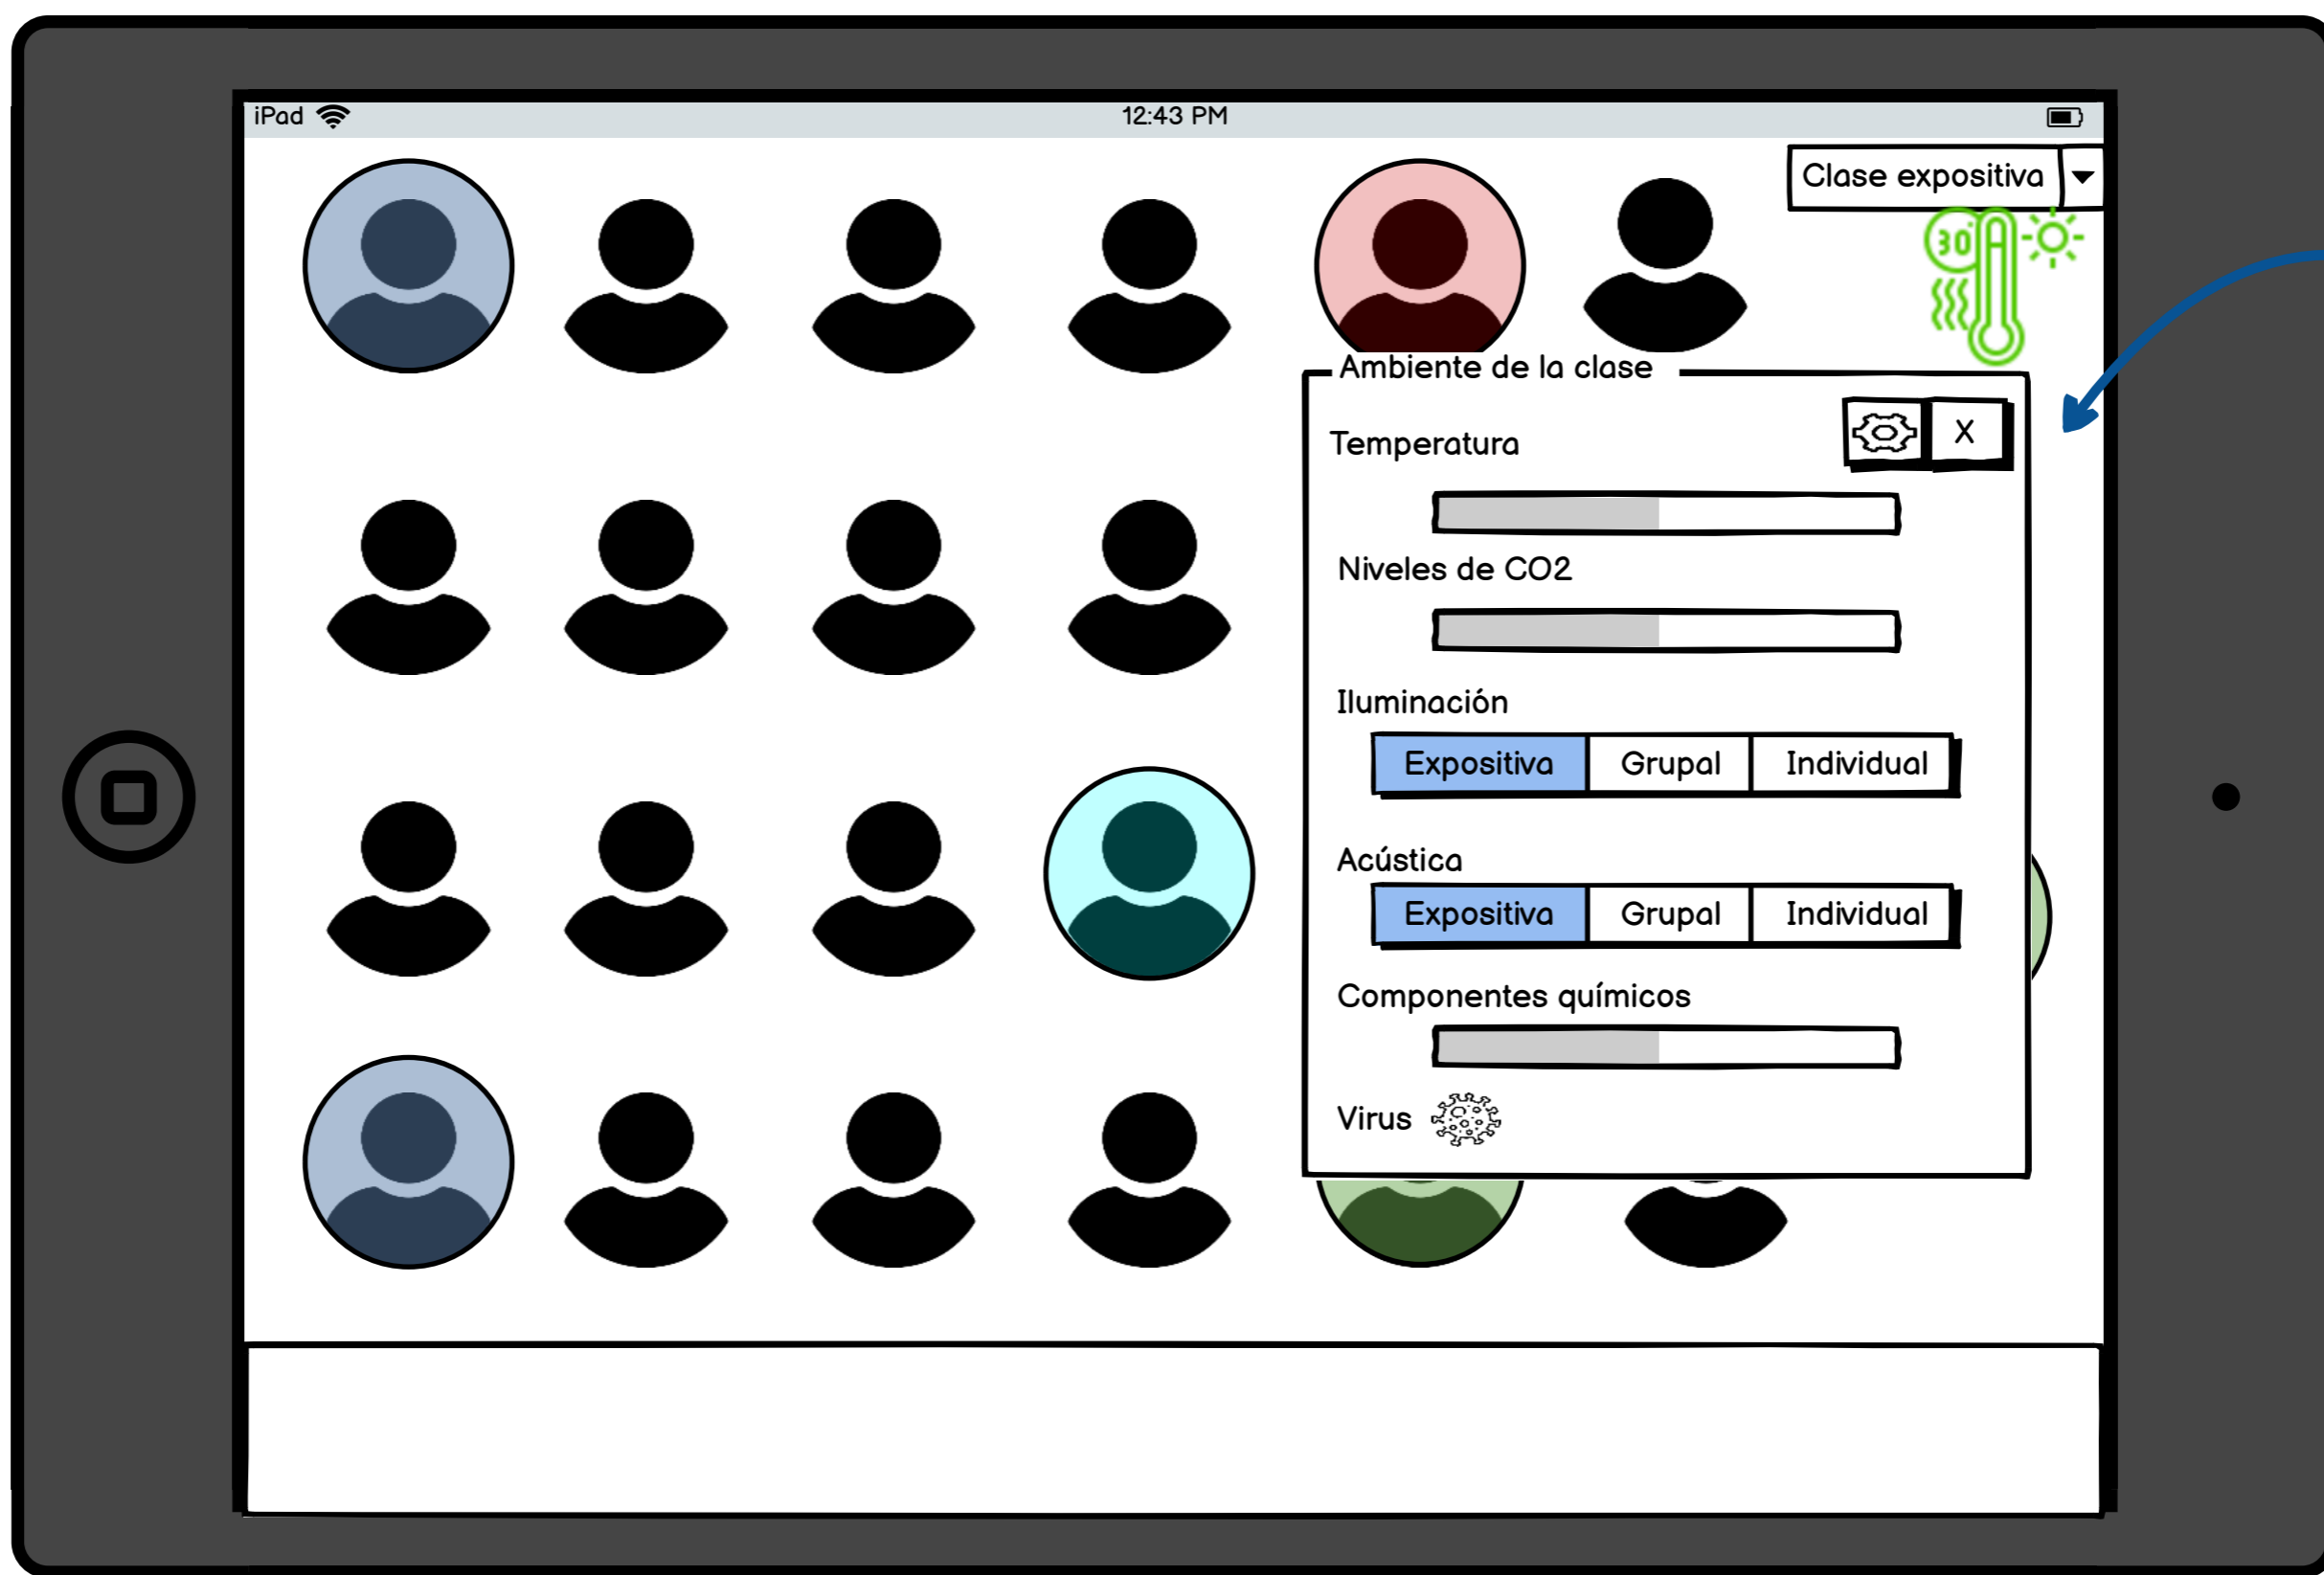 iPad
12:43 PM
Clase expositiva
30°
Ambiente de la clase
X
Temperatura
Niveles de CO2
Iluminación
Expositiva Grupal Individual
Acústica
Expositiva Grupal Individual
Componentes químicos
Virus